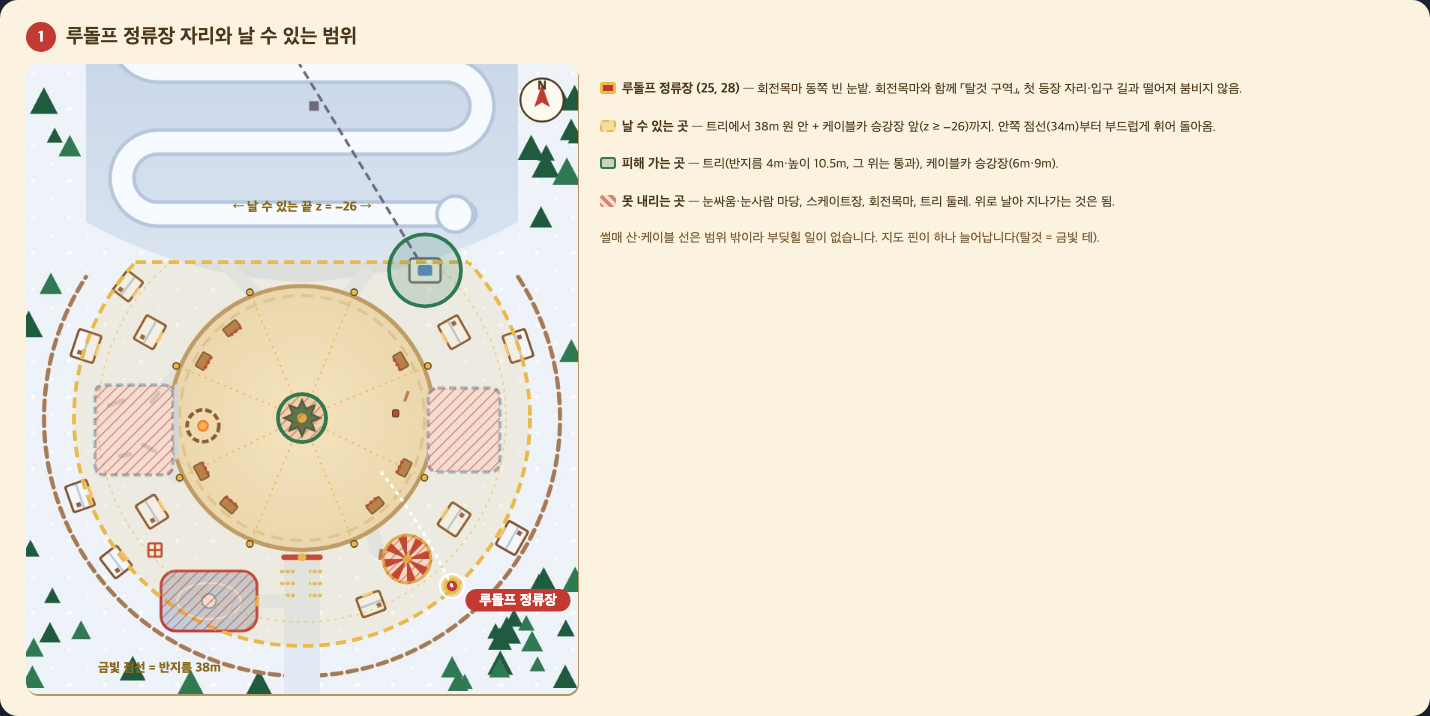 1 루돌프 정류장 자리와 날 수 있는 범위
N
← 날 수 있는 끝 z = −26 →
루돌프 정류장
금빛 점선 = 반지름 38m
루돌프 정류장 (25, 28) — 회전목마 동쪽 빈 눈밭. 회전목마와 함께 「탈것 구역」, 첫 등장 자리·입구 길과 떨어져 붐비지 않음.
날 수 있는 곳 — 트리에서 38m 원 안 + 케이블카 승강장 앞(z ≥ −26)까지. 안쪽 점선(34m)부터 부드럽게 휘어 돌아옴.
피해 가는 곳 — 트리(반지름 4m·높이 10.5m, 그 위는 통과), 케이블카 승강장(6m·9m).
못 내리는 곳 — 눈싸움·눈사람 마당, 스케이트장, 회전목마, 트리 둘레. 위로 날아 지나가는 것은 됨.
썰매 산·케이블 선은 범위 밖이라 부딪힐 일이 없습니다. 지도 핀이 하나 늘어납니다(탈것 = 금빛 테).